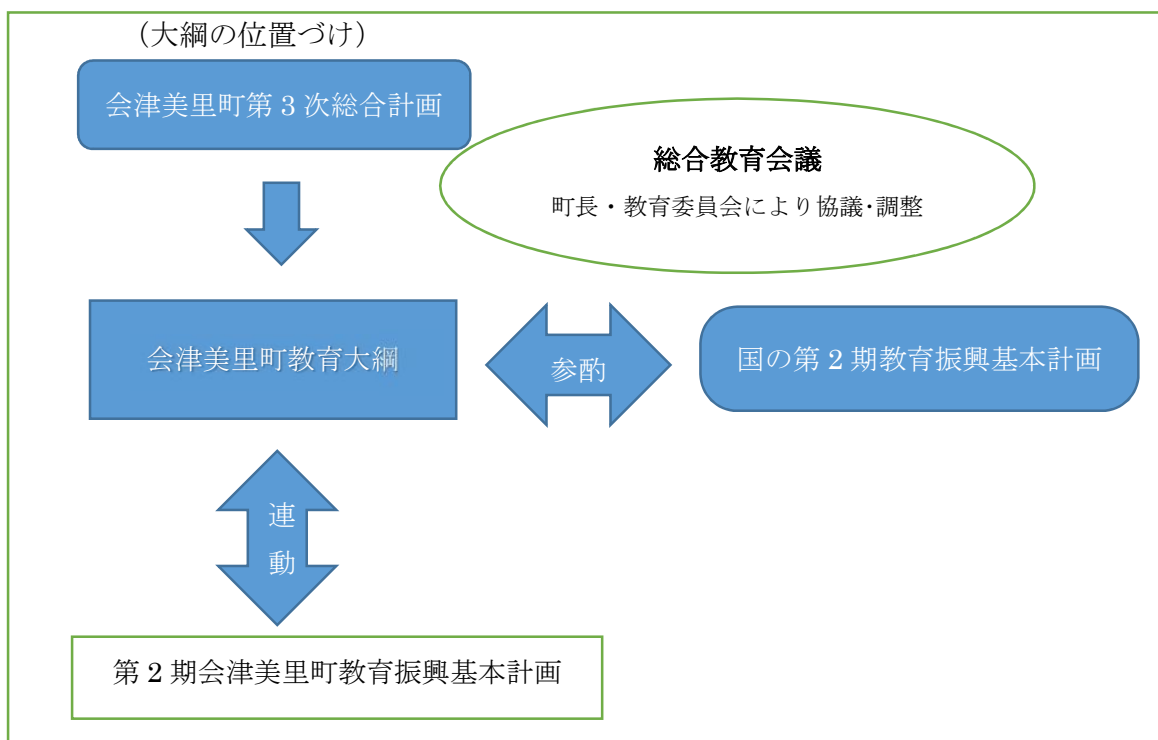 （大綱の位置づけ）
会津美里町第３次総合計画
総合教育会議
町長・教育委員会により協議･調整
会津美里町教育大綱
参酌
国の第２期教育振興基本計画
連
動
第２期会津美里町教育振興基本計画